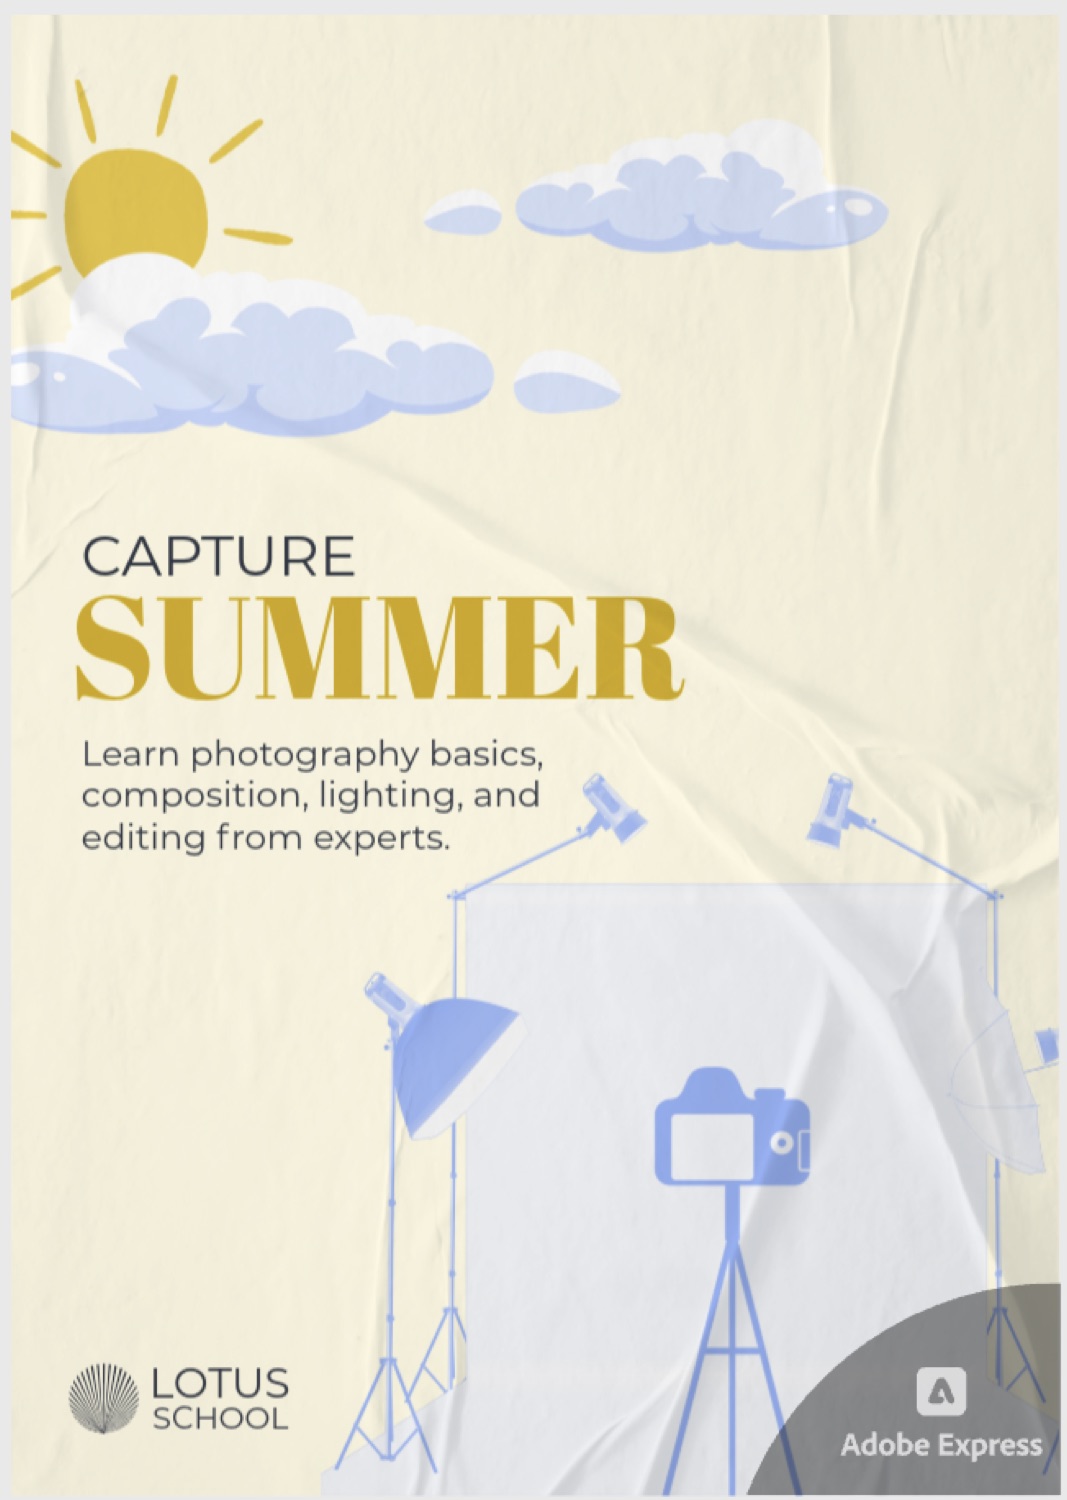 CAPTURE
SUMMER
Learn photography basics,
composition, lighting, and
editing from experts.
LOTUS
SCHOOL
Adobe Express